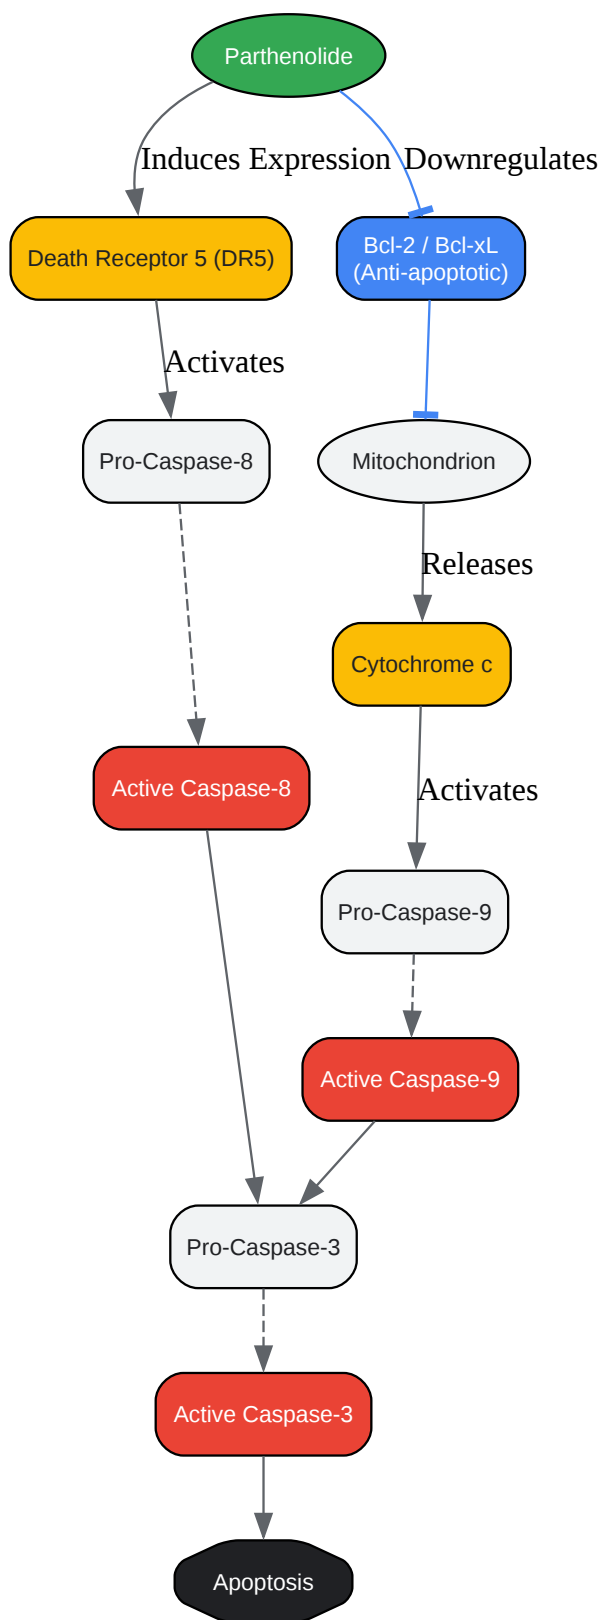 Parthenolide
Induces Expression
Downregulates
Death Receptor 5 (DR5)
Bcl-2 / Bcl-xL
(Anti-apoptotic)
Activates
Pro-Caspase-8
Mitochondrion
Releases
Cytochrome c
Active Caspase-8
Activates
Pro-Caspase-9
Active Caspase-9
Pro-Caspase-3
Active Caspase-3
Apoptosis